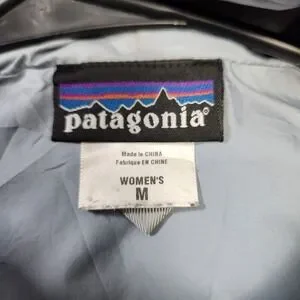 patagonia®
Made in CHINA
Fabriqué EN CHINE
WOMEN'S
M